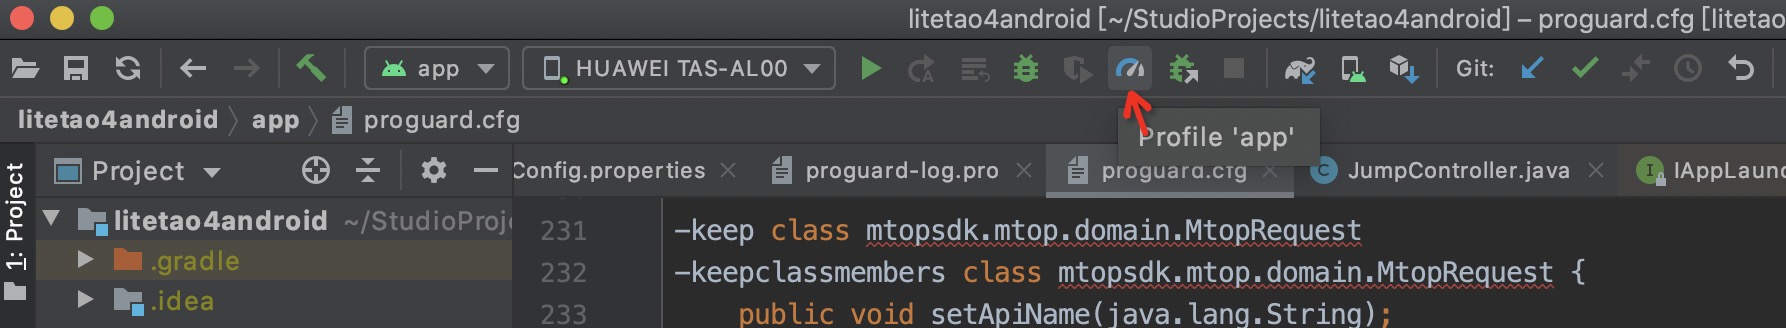 litetao4android [~/StudioProjects/litetao4android] – proguard.cfg [litetao
app
HUAWEI TAS-AL00
Git:
litetao4android
app
proguard.cfg
Profile 'app'
Project
Config.properties
proguard-log.pro
proguard.cfg
JumpController.java
IAppLaun
1: Project
litetao4android ~/StudioProj
.gradle
.idea
231 -keep class mtopsdk.mtop.domain.MtopRequest
232 -keepclassmembers class mtopsdk.mtop.domain.MtopRequest {
233 public void setApiName(java.lang.String);